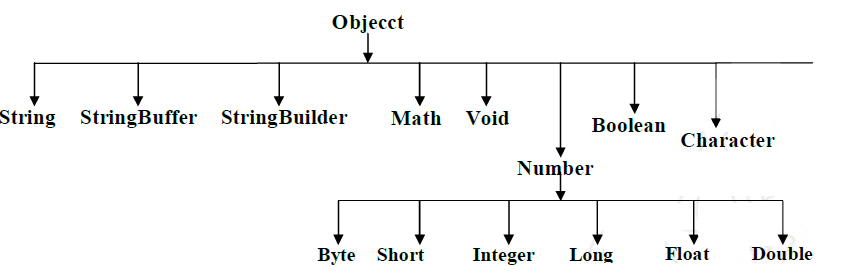 Objecct
String StringBuffer StringBuilder Math Void Boolean Character
Number
Byte Short Integer Long Float Double